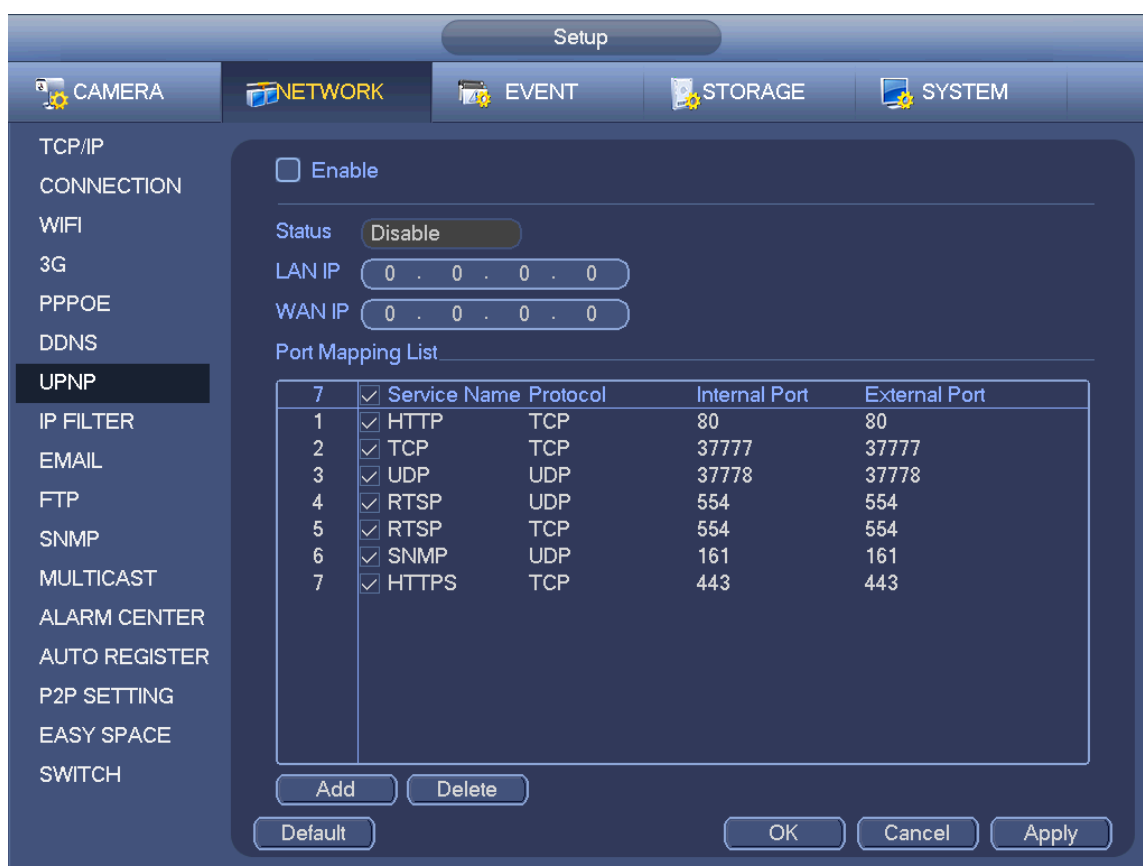 Setup
CAMERA NETWORK EVENT STORAGE SYSTEM
TCP/IP
CONNECTION
WIFI
3G
PPPOE
DDNS
UPNP
IP FILTER
EMAIL
FTP
SNMP
MULTICAST
ALARM CENTER
AUTO REGISTER
P2P SETTING
EASY SPACE
SWITCH
Enable
Status Disable
LAN IP 0 . 0 . 0 . 0
WAN IP 0 . 0 . 0 . 0
Port Mapping List
7 Service Name Protocol Internal Port External Port
1 HTTP TCP 80 80
2 TCP TCP 37777 37777
3 UDP UDP 37778 37778
4 RTSP UDP 554 554
5 RTSP TCP 554 554
6 SNMP UDP 161 161
7 HTTPS TCP 443 443
Add Delete
Default OK Cancel Apply